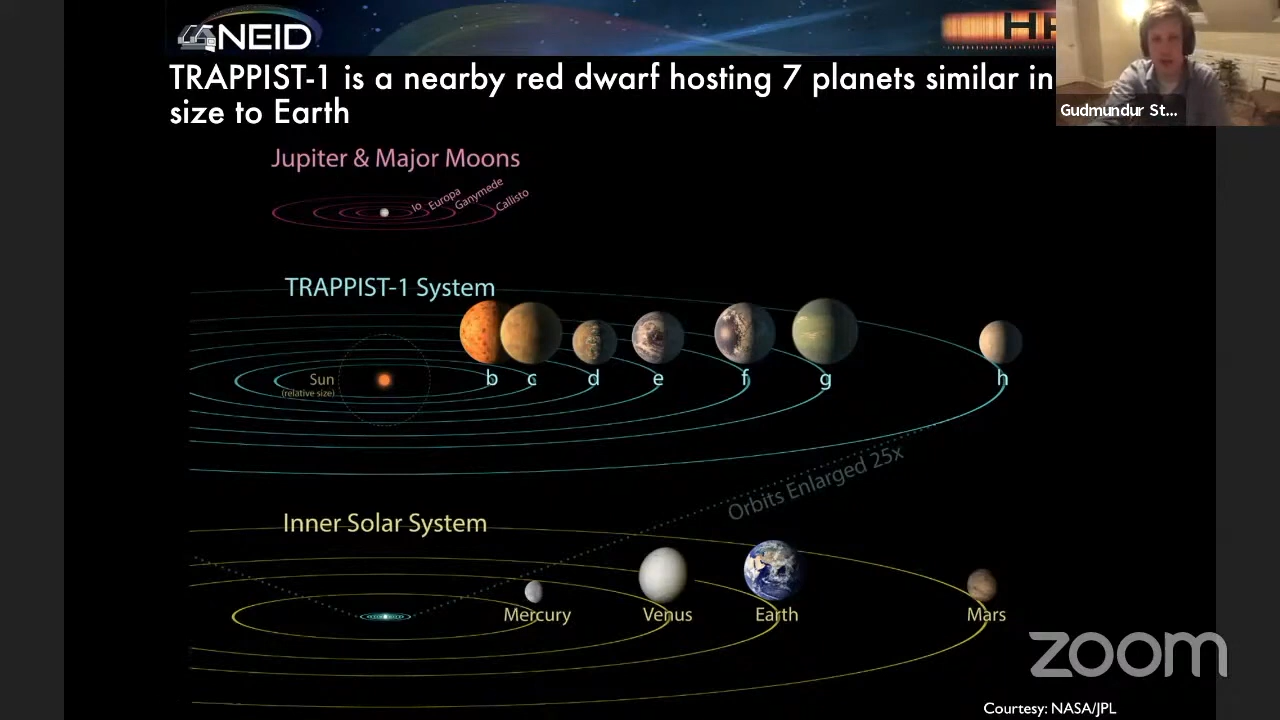 NEID
HP
TRAPPIST-1 is a nearby red dwarf hosting 7 planets similar in
size to Earth
Gudmundur St...
Jupiter & Major Moons
Io
Europa
Ganymede
Callisto
TRAPPIST-1 System
Sun
(relative size)
b
c
d
e
f
g
h
Orbits Enlarged 25x
Inner Solar System
Mercury
Venus
Earth
Mars
zoom
Courtesy: NASA/JPL